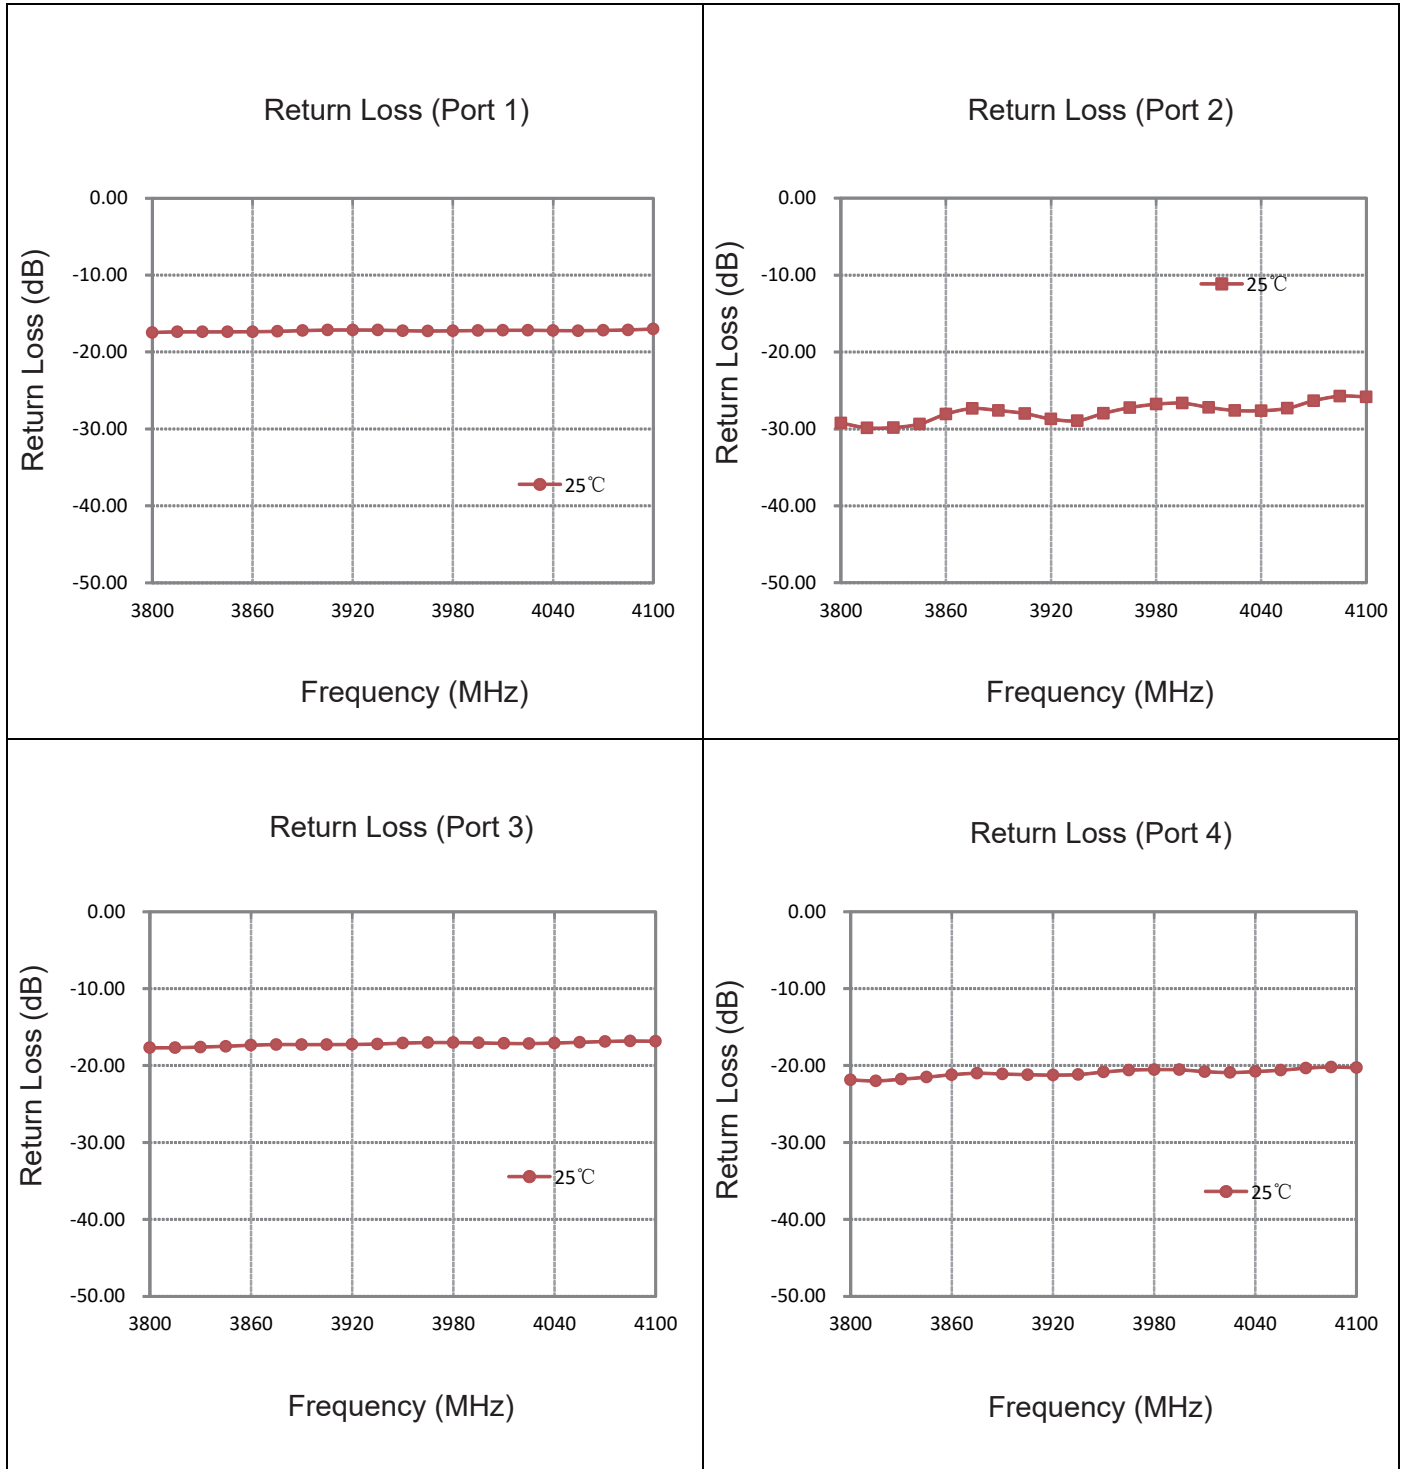 Return Loss (Port 1)
Return Loss (dB)
0.00
-10.00
-20.00
-30.00
-40.00
-50.00
25℃
3800 3860 3920 3980 4040 4100
Frequency (MHz)
Return Loss (Port 2)
Return Loss (dB)
0.00
-10.00
-20.00
-30.00
-40.00
-50.00
25℃
3800 3860 3920 3980 4040 4100
Frequency (MHz)
Return Loss (Port 3)
Return Loss (dB)
0.00
-10.00
-20.00
-30.00
-40.00
-50.00
25℃
3800 3860 3920 3980 4040 4100
Frequency (MHz)
Return Loss (Port 4)
Return Loss (dB)
0.00
-10.00
-20.00
-30.00
-40.00
-50.00
25℃
3800 3860 3920 3980 4040 4100
Frequency (MHz)